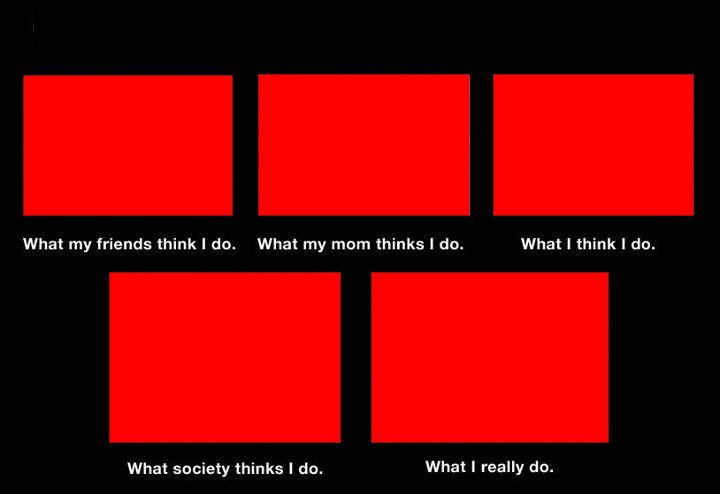 What my friends think I do.
What my mom thinks I do.
What I think I do.
What society thinks I do.
What I really do.